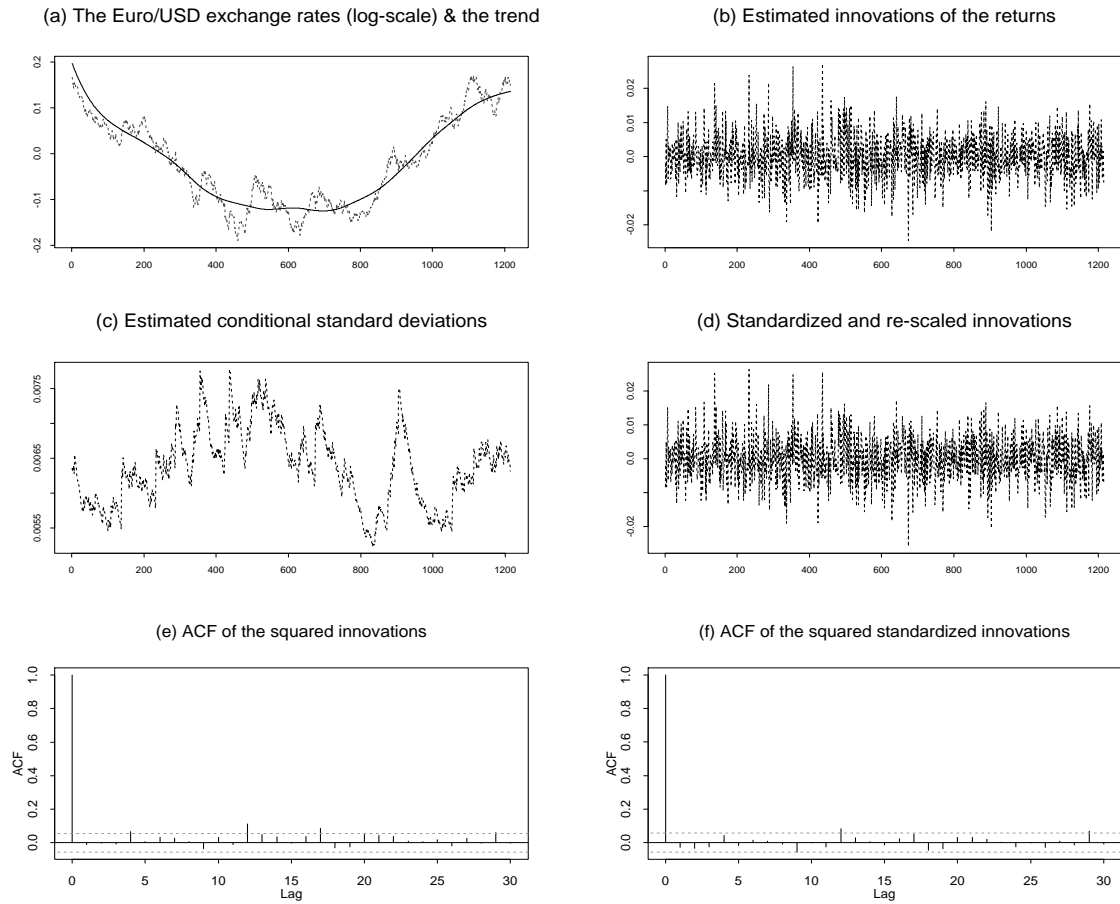 (a) The Euro/USD exchange rates (log-scale) & the trend
0.2
0.1
0.0
-0.1
-0.2
0 200 400 600 800 1000 1200
(b) Estimated innovations of the returns
0.02
0.01
0.0
-0.02
0 200 400 600 800 1000 1200
(c) Estimated conditional standard deviations
0.0075
0.0065
0.0055
0 200 400 600 800 1000 1200
(d) Standardized and re-scaled innovations
0.02
0.0
-0.02
0 200 400 600 800 1000 1200
(e) ACF of the squared innovations
ACF
1.0
0.8
0.6
0.4
0.2
0.0
0 5 10 15 20 25 30
Lag
(f) ACF of the squared standardized innovations
ACF
1.0
0.8
0.6
0.4
0.2
0.0
0 5 10 15 20 25 30
Lag